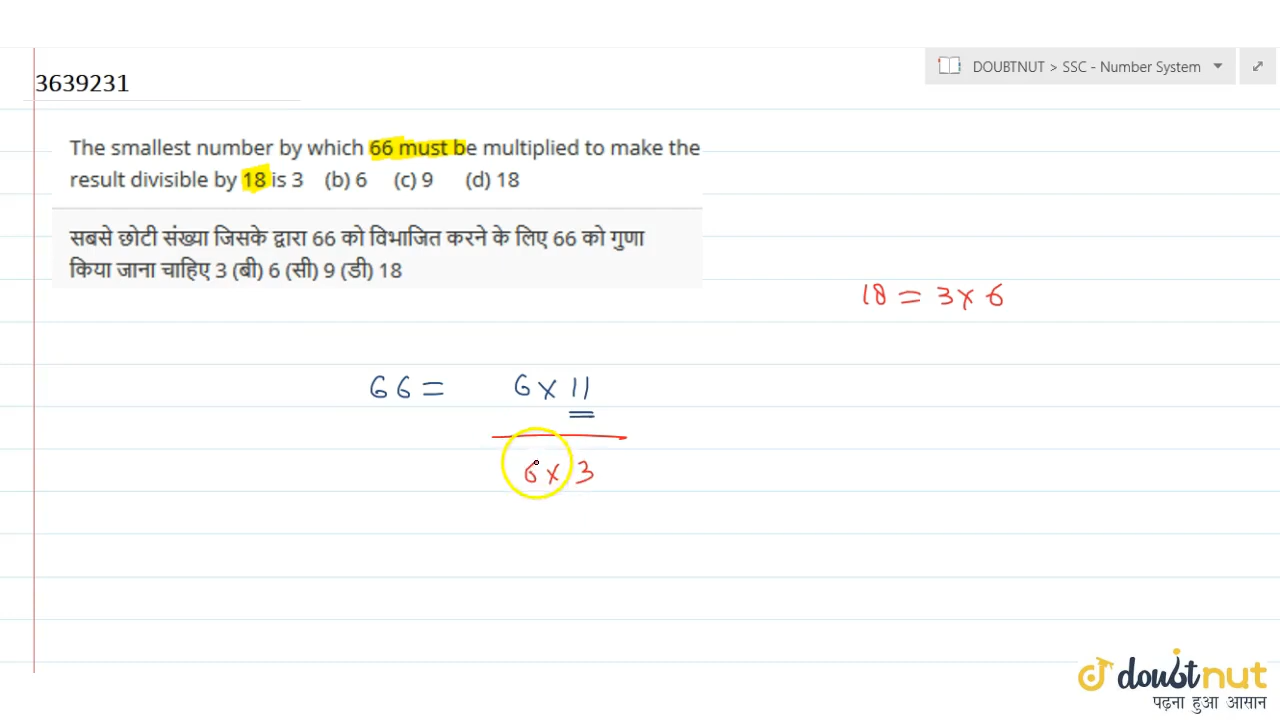 DOUBTNUT > SSC - Number System
3639231
The smallest number by which 66 must be multiplied to make the
result divisible by 18 is 3 (b) 6 (c) 9 (d) 18
सबसे छोटी संख्या जिसके द्वारा 66 को विभाजित करने के लिए 66 को गुणा
किया जाना चाहिए 3 (बी) 6 (सी) 9 (डी) 18
18 = 3 x 6
66 = 6 x 11
6 x 3
doubtnut
पढ़ना हुआ आसान